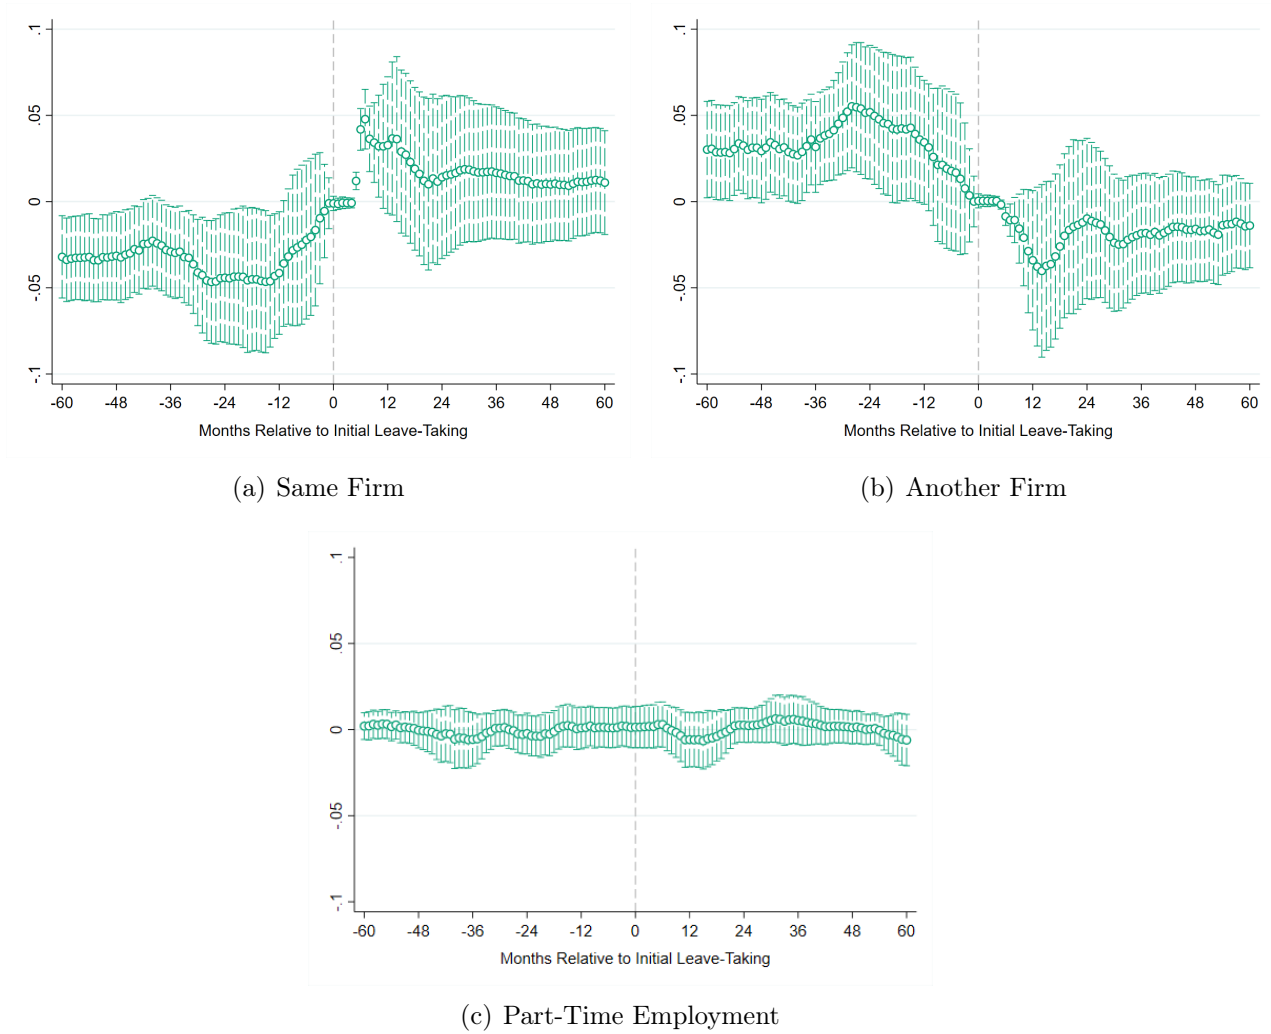 .1
.05
0
-.05
-.1
-60 -48 -36 -24 -12 0 12 24 36 48 60
Months Relative to Initial Leave-Taking
(a) Same Firm
.1
.05
0
-.05
-.1
-60 -48 -36 -24 -12 0 12 24 36 48 60
Months Relative to Initial Leave-Taking
(b) Another Firm
.1
.05
0
-.05
-.1
-60 -48 -36 -24 -12 0 12 24 36 48 60
Months Relative to Initial Leave-Taking
(c) Part-Time Employment